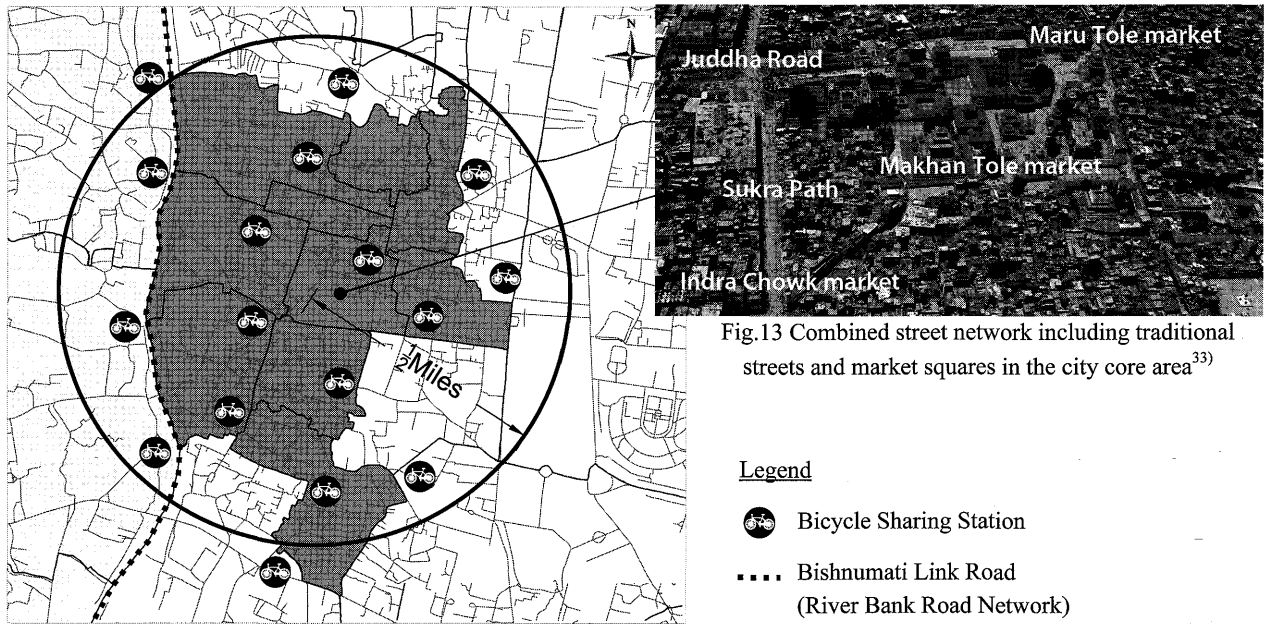 N
½Miles
Juddha Road
Maru Tole market
Makhan Tole market
Sukra Path
Indra Chowk market
Fig.13 Combined street network including traditional
streets and market squares in the city core area33)
Legend
Bicycle Sharing Station
Bishnumati Link Road
(River Bank Road Network)